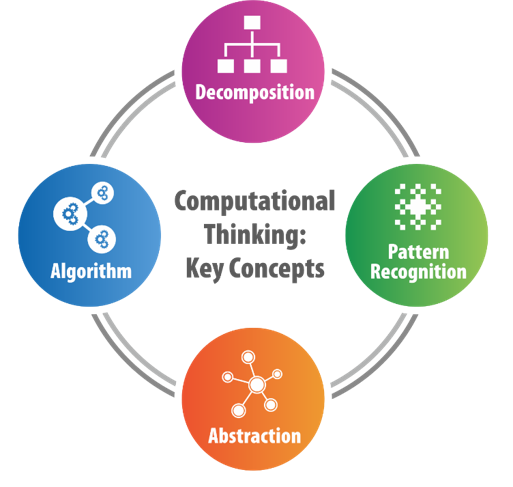 Decomposition
Computational
Thinking:
Key Concepts
Algorithm
Pattern
Recognition
Abstraction